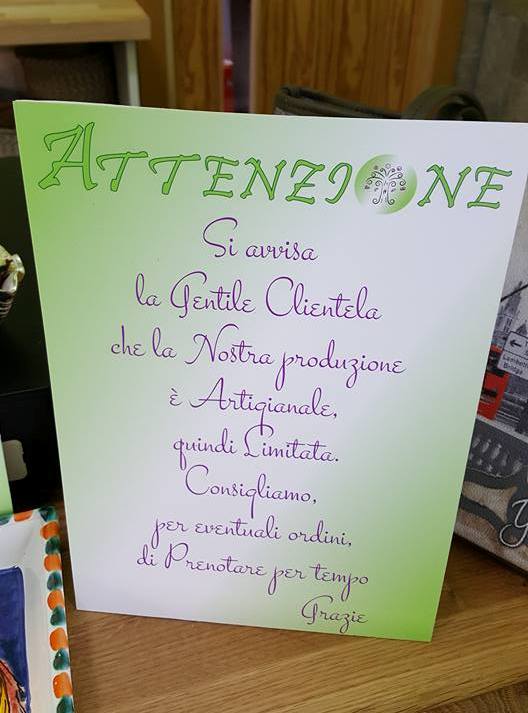 ATTENZIONE
Si avvisa
la Gentile Clientela
che la Nostra produzione
è Artigianale,
quindi Limitata.
Consigliamo,
per eventuali ordini,
di Prenotare per tempo
Grazie